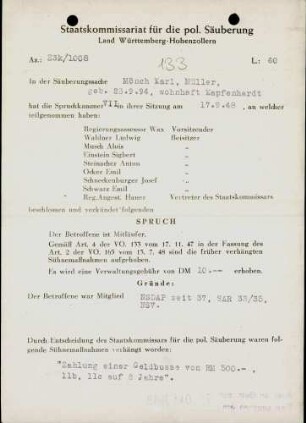 Staatskommissariat für die pol. Säuberung
Land Württemberg-Hohenzollern
Az.: 23k/1088
133
L: 60
In der Säuberungssache Mönch Karl, Müller,
geb. 23.9.94, wohnhaft Kapfenhardt
hat die Spruchkammer VII in ihrer Sitzung am 17.9.48, an welcher
teilgenommen haben:
Regierungsassessor Wax Vorsitzender
Waldner Ludwig Beisitzer
Musch Alois "
Einstein Sigbert "
Steinacher Anton "
Osker Emil "
Schneckenburger Josef "
Schwarz Emil "
Reg.Angest. Hauer Vertreter des Staatskommissars
beschlossen und verkündet folgenden
SPRUCH
Der Betroffene ist Mitläufer.
Gemäß Art. 4 der VO. 133 vom 17. 11. 47 in der Fassung des
Art. 2 der VO. 165 vom 13. 7. 48 sind die früher verhängten
Sühnemaßnahmen aufgehoben.
Es wird eine Verwaltungsgebühr von DM 10.-- erhoben.
Gründe:
Der Betroffene war Mitglied NSDAP seit 37, SAR 33/35,
NSV.
Durch Entscheidung des Staatskommissars für die pol. Säuberung waren fol-
gende Sühnemaßnahmen verhängt worden:
"Zahlung einer Geldbusse von RM 300.--,
11b, 11c auf 2 Jahre".